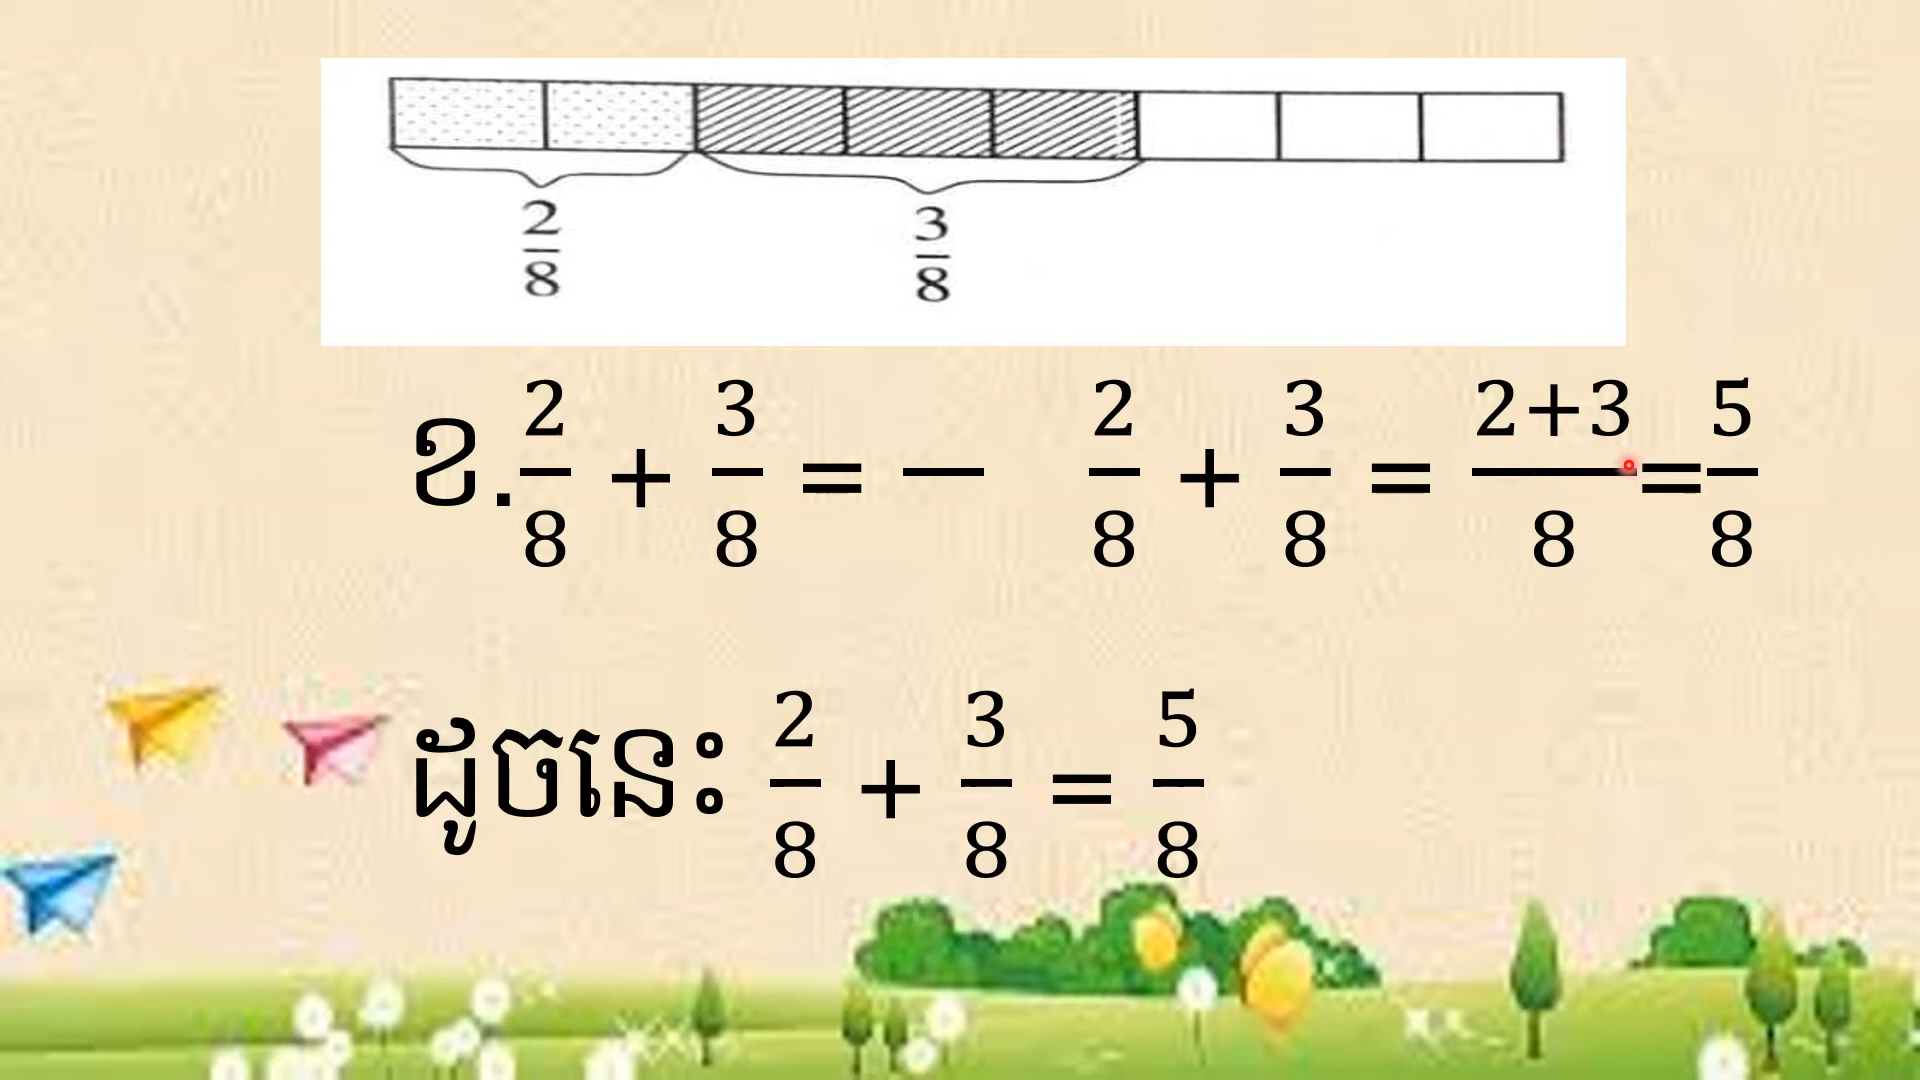 2/8 3/8
ខ. 2/8 + 3/8 = — 2/8 + 3/8 = 2+3/8 = 5/8
ដូចនេះ 2/8 + 3/8 = 5/8